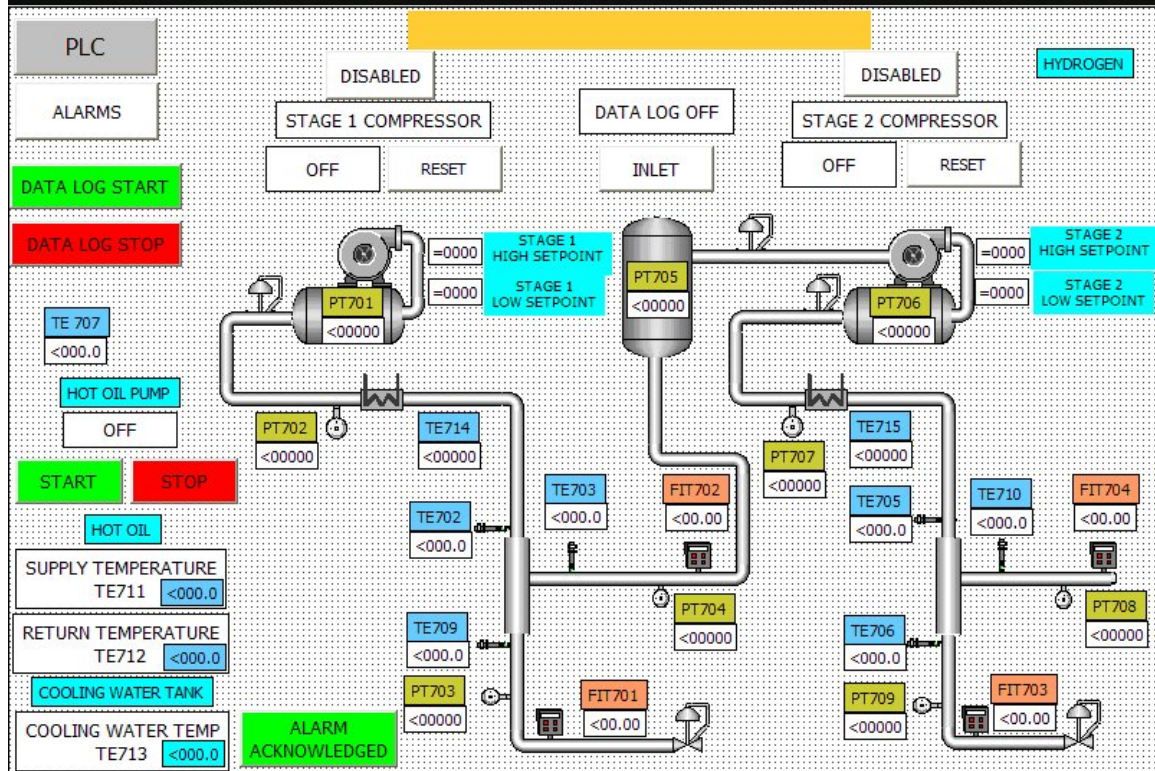 PLC
DISABLED
DISABLED
HYDROGEN
ALARMS
STAGE 1 COMPRESSOR
DATA LOG OFF
STAGE 2 COMPRESSOR
OFF
RESET
INLET
OFF
RESET
DATA LOG START
DATA LOG STOP
=0000
STAGE 1
HIGH SETPOINT
=0000
STAGE 1
LOW SETPOINT
=0000
STAGE 2
HIGH SETPOINT
=0000
STAGE 2
LOW SETPOINT
PT701
<00000
PT705
<00000
PT706
<00000
TE 707
<000.0
HOT OIL PUMP
OFF
START
STOP
PT702
<00000
TE714
<00000
PT707
<00000
TE715
<00000
TE702
<000.0
TE703
<000.0
FIT702
<00.00
TE705
<000.0
TE710
<000.0
FIT704
<00.00
HOT OIL
SUPPLY TEMPERATURE
TE711 <000.0
RETURN TEMPERATURE
TE712 <000.0
COOLING WATER TANK
COOLING WATER TEMP
TE713 <000.0
PT704
<00000
PT708
<00000
TE709
<000.0
TE706
<000.0
PT703
<00000
FIT701
<00.00
PT709
<00000
FIT703
<00.00
ALARM
ACKNOWLEDGED